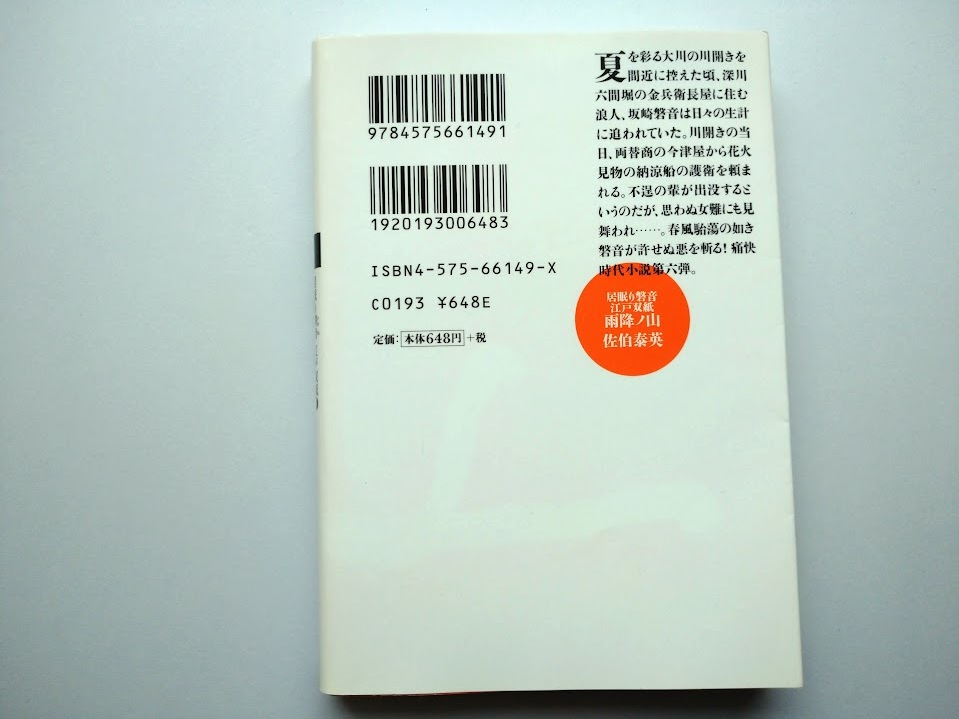 9784575661491
1920193006483
ISBN4-575-66149-X
C0193 ¥648E
定価:本体648円+税
夏を彩る大川の川開きを
間近に控えた頃、深川
六間堀の金兵衛長屋に住む
浪人、坂崎磐音は日々の生計
に追われていた。川開きの当
日、両替商の今津屋から花火
見物の納涼船の護衛を頼ま
れる。不逞の輩が出没すると
いうのだが、思わぬ女難にも見
舞われ……。春風駘蕩の如き
磐音が許せぬ悪を斬る!痛快
時代小説第六弾。
居眠り磐音
江戸双紙
雨降ノ山
佐伯泰英